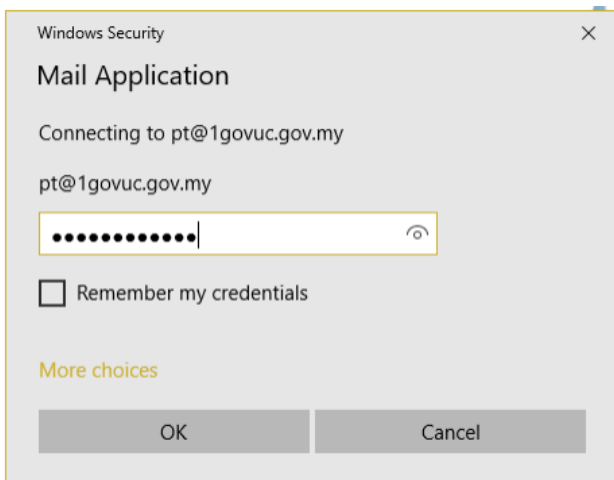 Windows Security
Mail Application
Connecting to pt@1govuc.gov.my
pt@1govuc.gov.my
●●●●●●●●●●●●
Remember my credentials
More choices
OK
Cancel